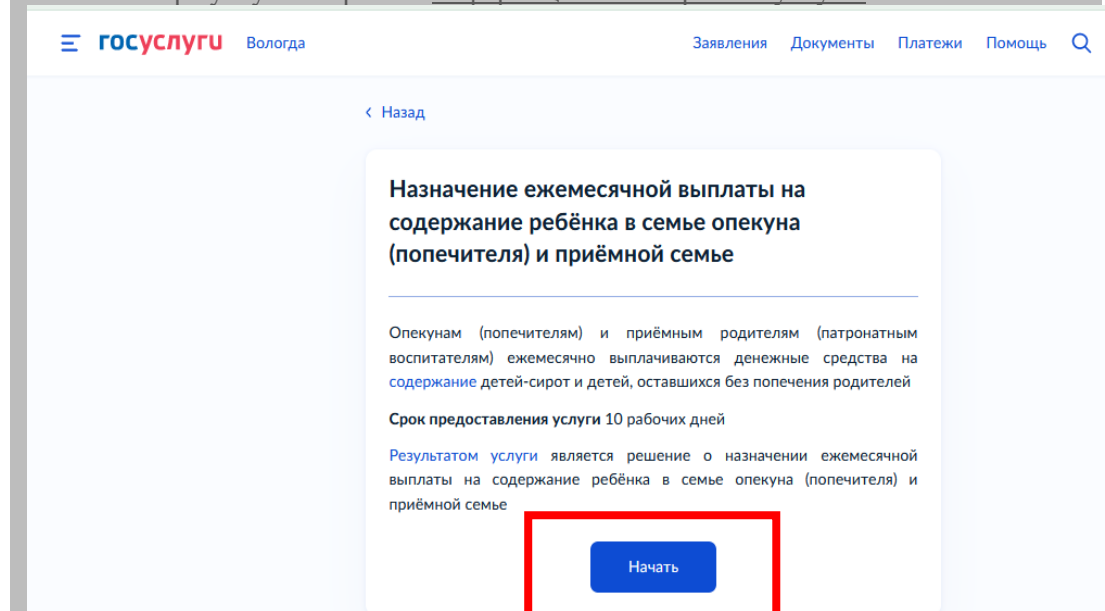 госуслуги Вологда Заявления Документы Платежи Помощь
Назад
Назначение ежемесячной выплаты на
содержание ребёнка в семье опекуна
(попечителя) и приёмной семье
Опекунам (попечителям) и приёмным родителям (патронатным
воспитателям) ежемесячно выплачиваются денежные средства на
содержание детей-сирот и детей, оставшихся без попечения родителей
Срок предоставления услуги 10 рабочих дней
Результатом услуги является решение о назначении ежемесячной
выплаты на содержание ребёнка в семье опекуна (попечителя) и
приёмной семье
Начать